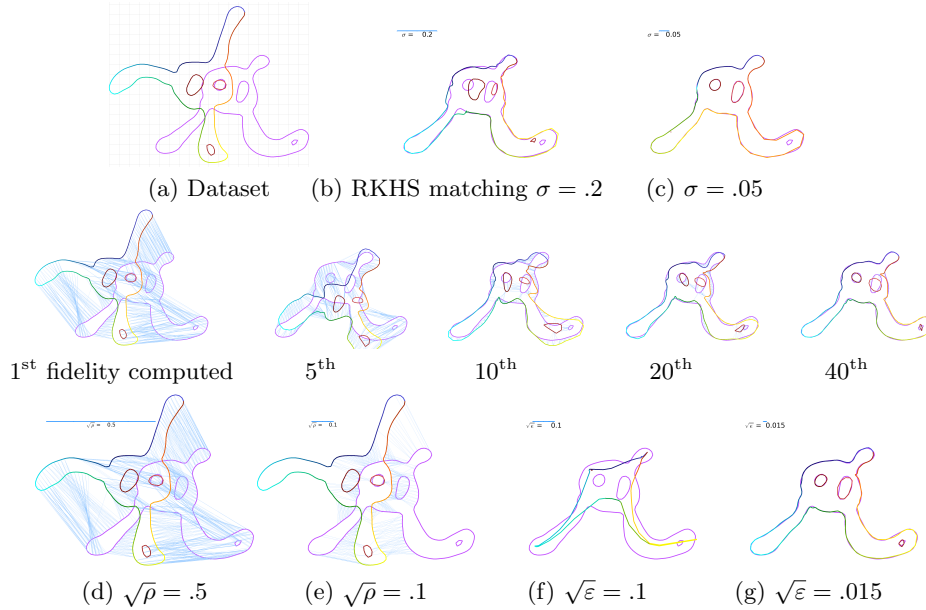 σ = 0.2
σ = 0.05
(a) Dataset
(b) RKHS matching σ = .2
(c) σ = .05
1st fidelity computed
5th
10th
20th
40th
√ρ = 0.5
√ρ = 0.1
√ε = 0.1
√ε = 0.015
(d) √ρ = .5
(e) √ρ = .1
(f) √ε = .1
(g) √ε = .015